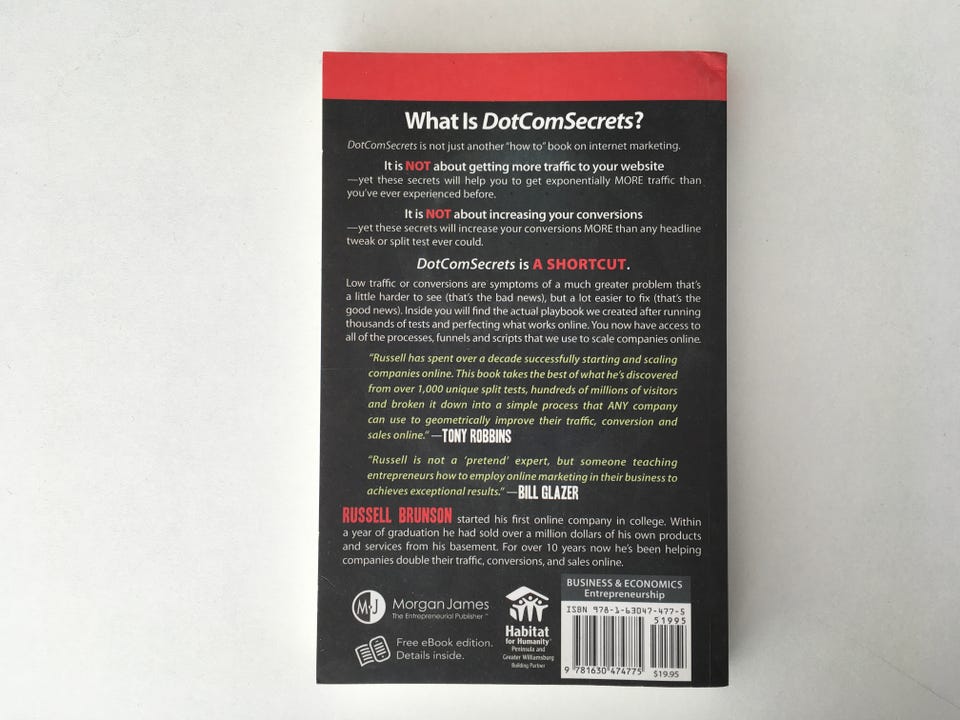 What Is DotComSecrets?
DotComSecrets is not just another "how to" book on internet marketing.
It is NOT about getting more traffic to your website
—yet these secrets will help you to get exponentially MORE traffic than
you've ever experienced before.
It is NOT about increasing your conversions
—yet these secrets will increase your conversions MORE than any headline
tweak or split test ever could.
DotComSecrets is A SHORTCUT.
Low traffic or conversions are symptoms of a much greater problem that's
a little harder to see (that's the bad news), but a lot easier to fix (that's the
good news). Inside you will find the actual playbook we created after running
thousands of tests and perfecting what works online. You now have access to
all of the processes, funnels and scripts that we use to scale companies online.
"Russell has spent over a decade successfully starting and scaling
companies online. This book takes the best of what he's discovered
from over 1,000 unique split tests, hundreds of millions of visitors
and broken it down into a simple process that ANY company
can use to geometrically improve their traffic, conversion and
sales online." —TONY ROBBINS
"Russell is not a 'pretend' expert, but someone teaching
entrepreneurs how to employ online marketing in their business to
achieves exceptional results." —BILL GLAZER
RUSSELL BRUNSON started his first online company in college. Within
a year of graduation he had sold over a million dollars of his own products
and services from his basement. For over 10 years now he's been helping
companies double their traffic, conversions, and sales online.
M J Morgan James
The Entrepreneurial Publisher™
Free eBook edition.
Details inside.
Habitat
for Humanity®
Peninsula and
Greater Williamsburg
Building Partner
BUSINESS & ECONOMICS
Entrepreneurship
ISBN 978-1-63047-477-5
51995
9 781630 474775
$19.95